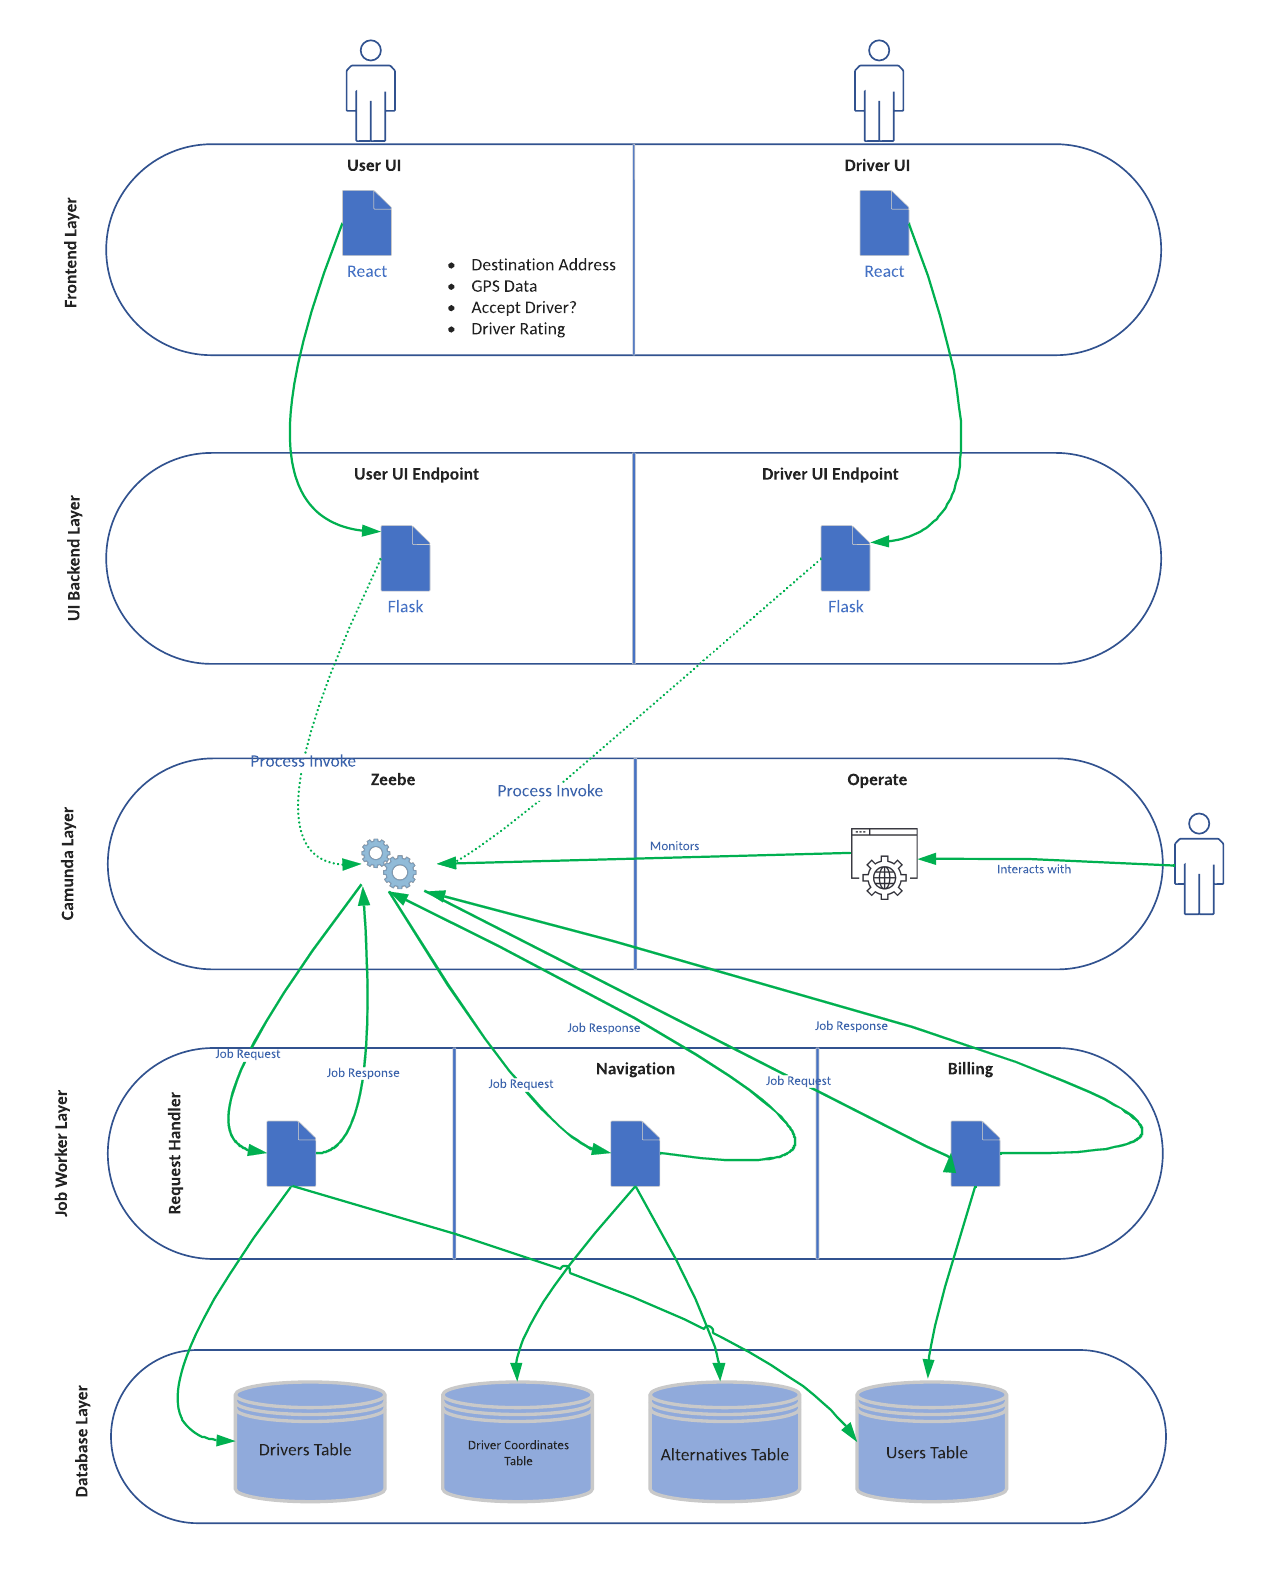 User UI
Driver UI
Frontend Layer
React
React
• Destination Address
• GPS Data
• Accept Driver?
• Driver Rating
UI Backend Layer
User UI Endpoint
Driver UI Endpoint
Flask
Flask
Camunda Layer
Process Invoke
Zeebe
Process Invoke
Operate
Monitors
Interacts with
Job Worker Layer
Job Request
Job Response
Job Request
Job Response
Job Request
Job Response
Request Handler
Navigation
Billing
Database Layer
Drivers Table
Driver Coordinates
Table
Alternatives Table
Users Table